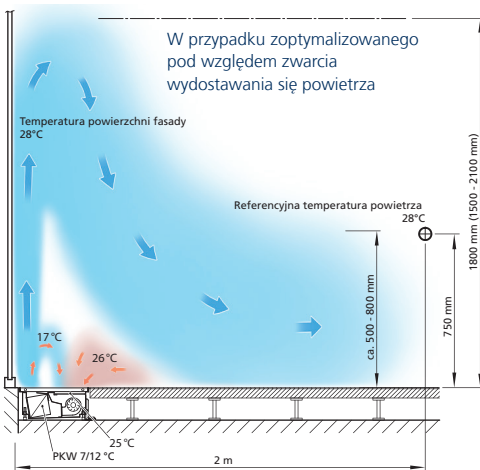 W przypadku zoptymalizowanego
pod względem zwarcia
wydostawania się powietrza
Temperatura powierzchni fasady
28°C
Referencyjna temperatura powietrza
28°C
1800 mm (1500 - 2100 mm)
ca. 500 - 800 mm
750 mm
17 °C
26 °C
25 °C
PKW 7/12 °C
2 m